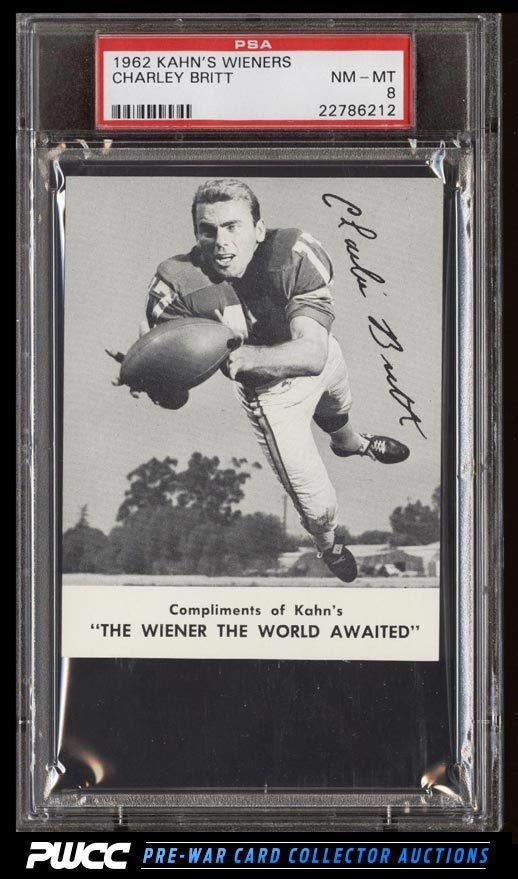 PSA
1962 KAHN'S WIENERS
CHARLEY BRITT
NM – MT
8
22786212
Charlie Britt
Compliments of Kahn's
"THE WIENER THE WORLD AWAITED"
PWCC PRE-WAR CARD COLLECTOR AUCTIONS